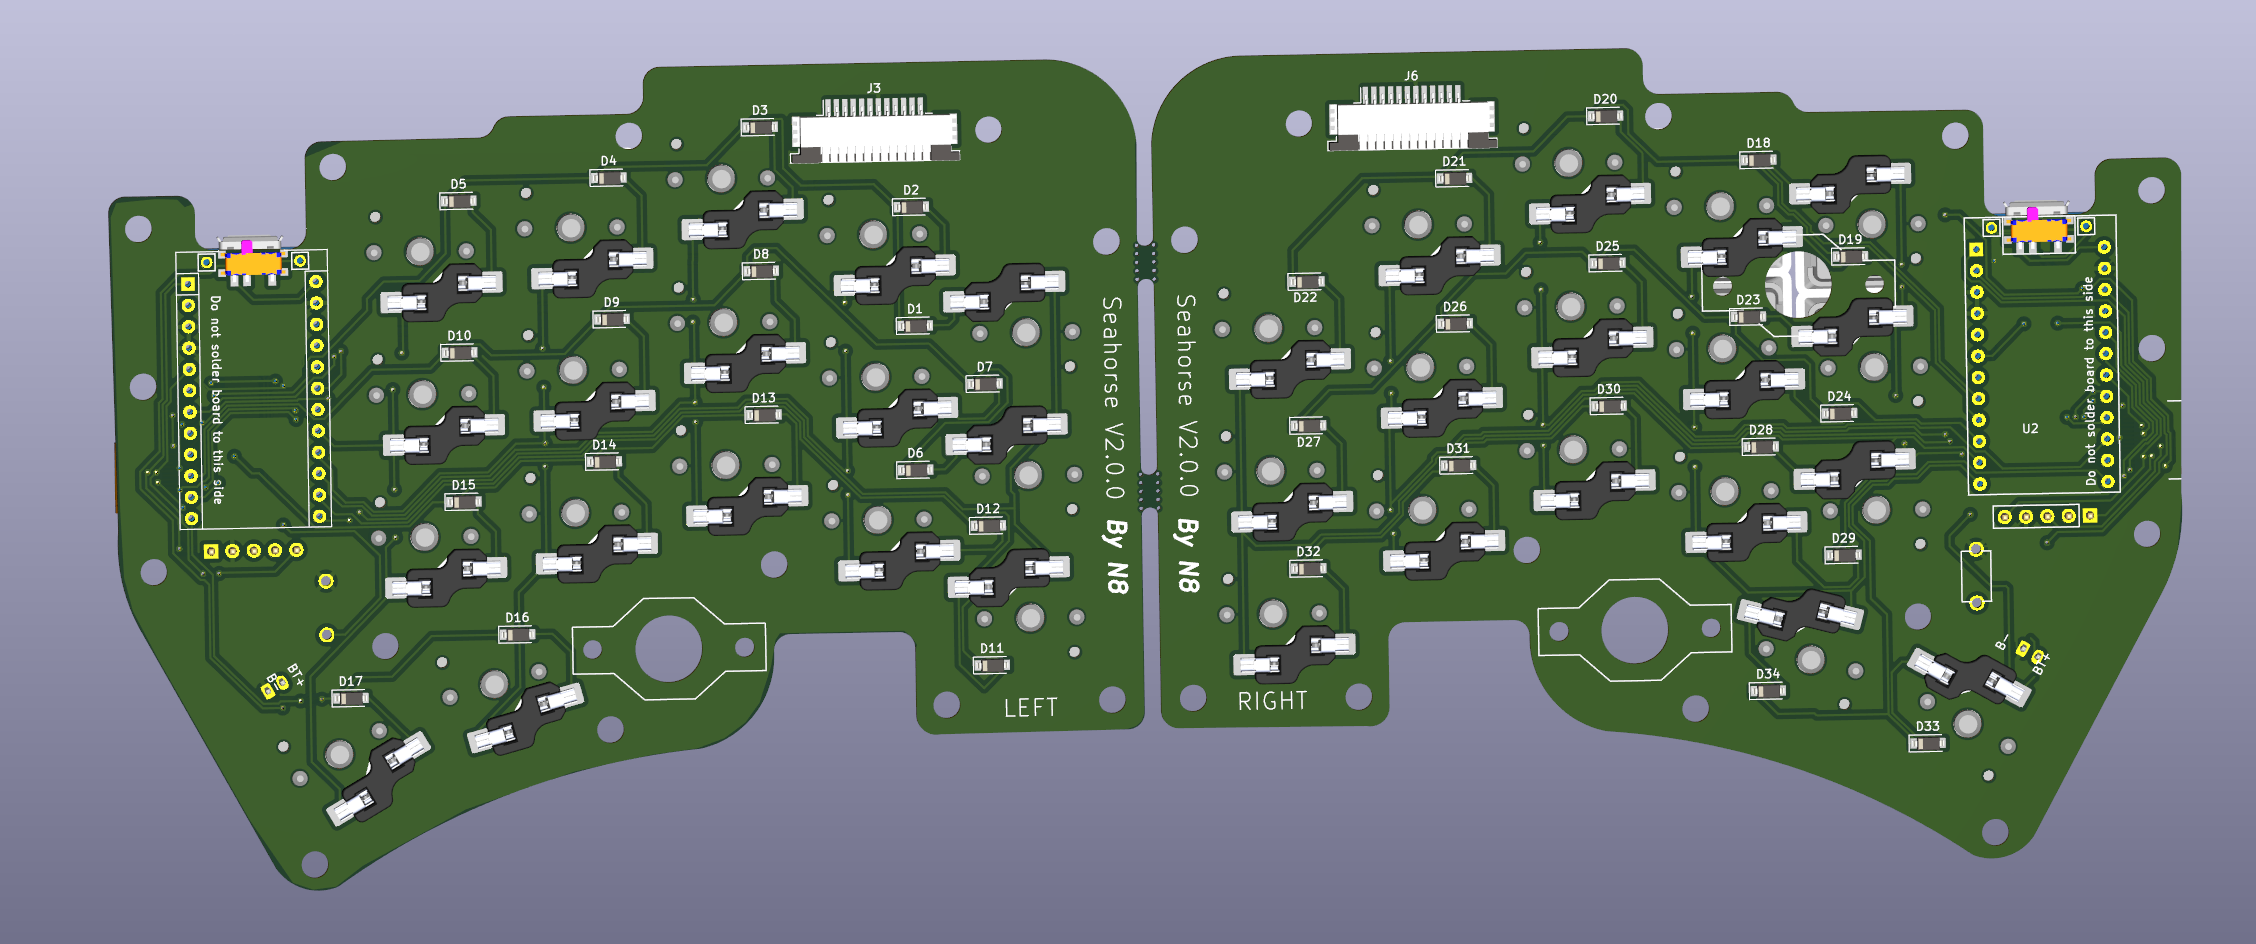 J3
D3
D4
D5
D2
D8
D9
D1
D10
D7
D13
D14
D6
D15
D12
D16
D11
D17
Do not solder board to this side
BT+
B-
Seahorse V2.0.0 By N8
LEFT
J6
D20
D18
D21
D19
D25
D22
D23
D26
D30
D24
D27
D28
D31
D29
D32
D34
D33
U2
Do not solder board to this side
B-
BT+
Seahorse V2.0.0 By N8
RIGHT